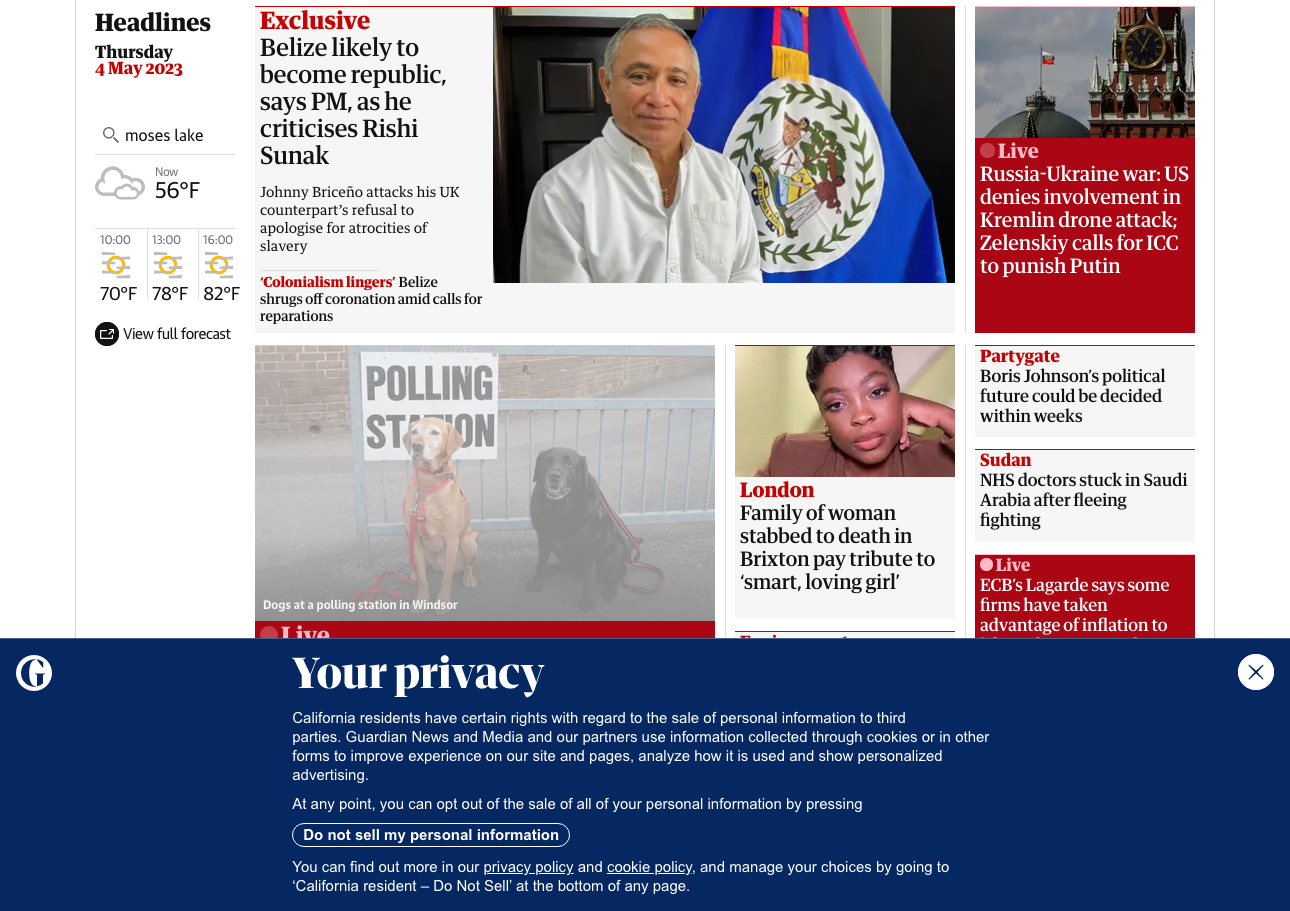 Headlines
Thursday
4 May 2023
moses lake
Now
56°F
10:00
13:00
16:00
70°F
78°F
82°F
View full forecast
Exclusive
Belize likely to
become republic,
says PM, as he
criticises Rishi
Sunak
Johnny Briceño attacks his UK
counterpart’s refusal to
apologise for atrocities of
slavery
‘Colonialism lingers’ Belize
shrugs off coronation amid calls for
reparations
Live
Russia-Ukraine war: US
denies involvement in
Kremlin drone attack;
Zelenskiy calls for ICC
to punish Putin
POLLING
STATION
Dogs at a polling station in Windsor
Live
London
Family of woman
stabbed to death in
Brixton pay tribute to
‘smart, loving girl’
Partygate
Boris Johnson’s political
future could be decided
within weeks
Sudan
NHS doctors stuck in Saudi
Arabia after fleeing
fighting
Live
ECB’s Lagarde says some
firms have taken
advantage of inflation to
Your privacy
California residents have certain rights with regard to the sale of personal information to third
parties. Guardian News and Media and our partners use information collected through cookies or in other
forms to improve experience on our site and pages, analyze how it is used and show personalized
advertising.
At any point, you can opt out of the sale of all of your personal information by pressing
Do not sell my personal information
You can find out more in our privacy policy and cookie policy, and manage your choices by going to
‘California resident – Do Not Sell’ at the bottom of any page.